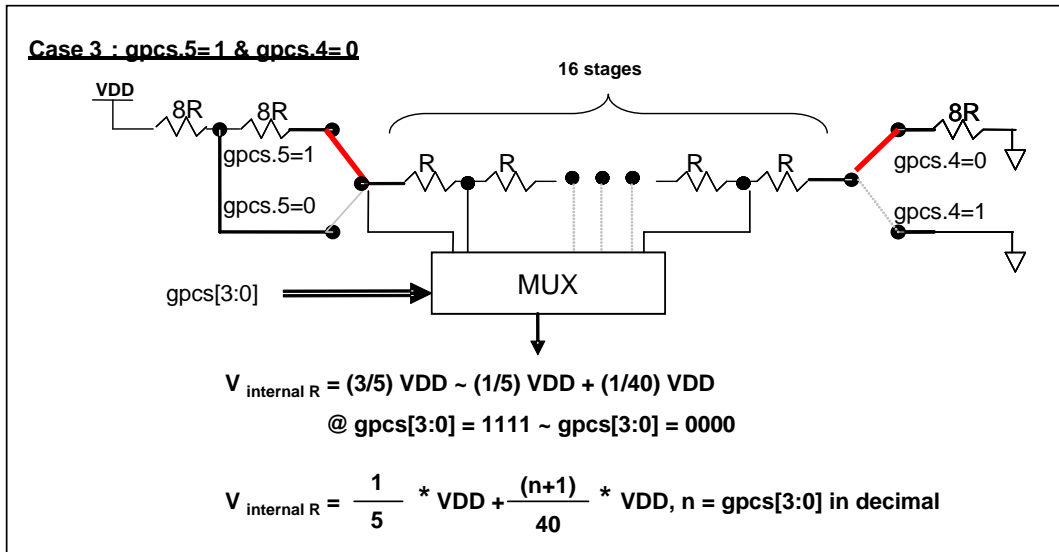 Case 3 : gpcs.5=1 & gpcs.4=0
16 stages
VDD
8R
8R
8R
gpcs.5=1
gpcs.4=0
R
R
R
R
gpcs.5=0
gpcs.4=1
MUX
gpcs[3:0]
V internal R = (3/5) VDD ~ (1/5) VDD + (1/40) VDD
@ gpcs[3:0] = 1111 ~ gpcs[3:0] = 0000
V internal R = 1/5 * VDD + (n+1)/40 * VDD, n = gpcs[3:0] in decimal